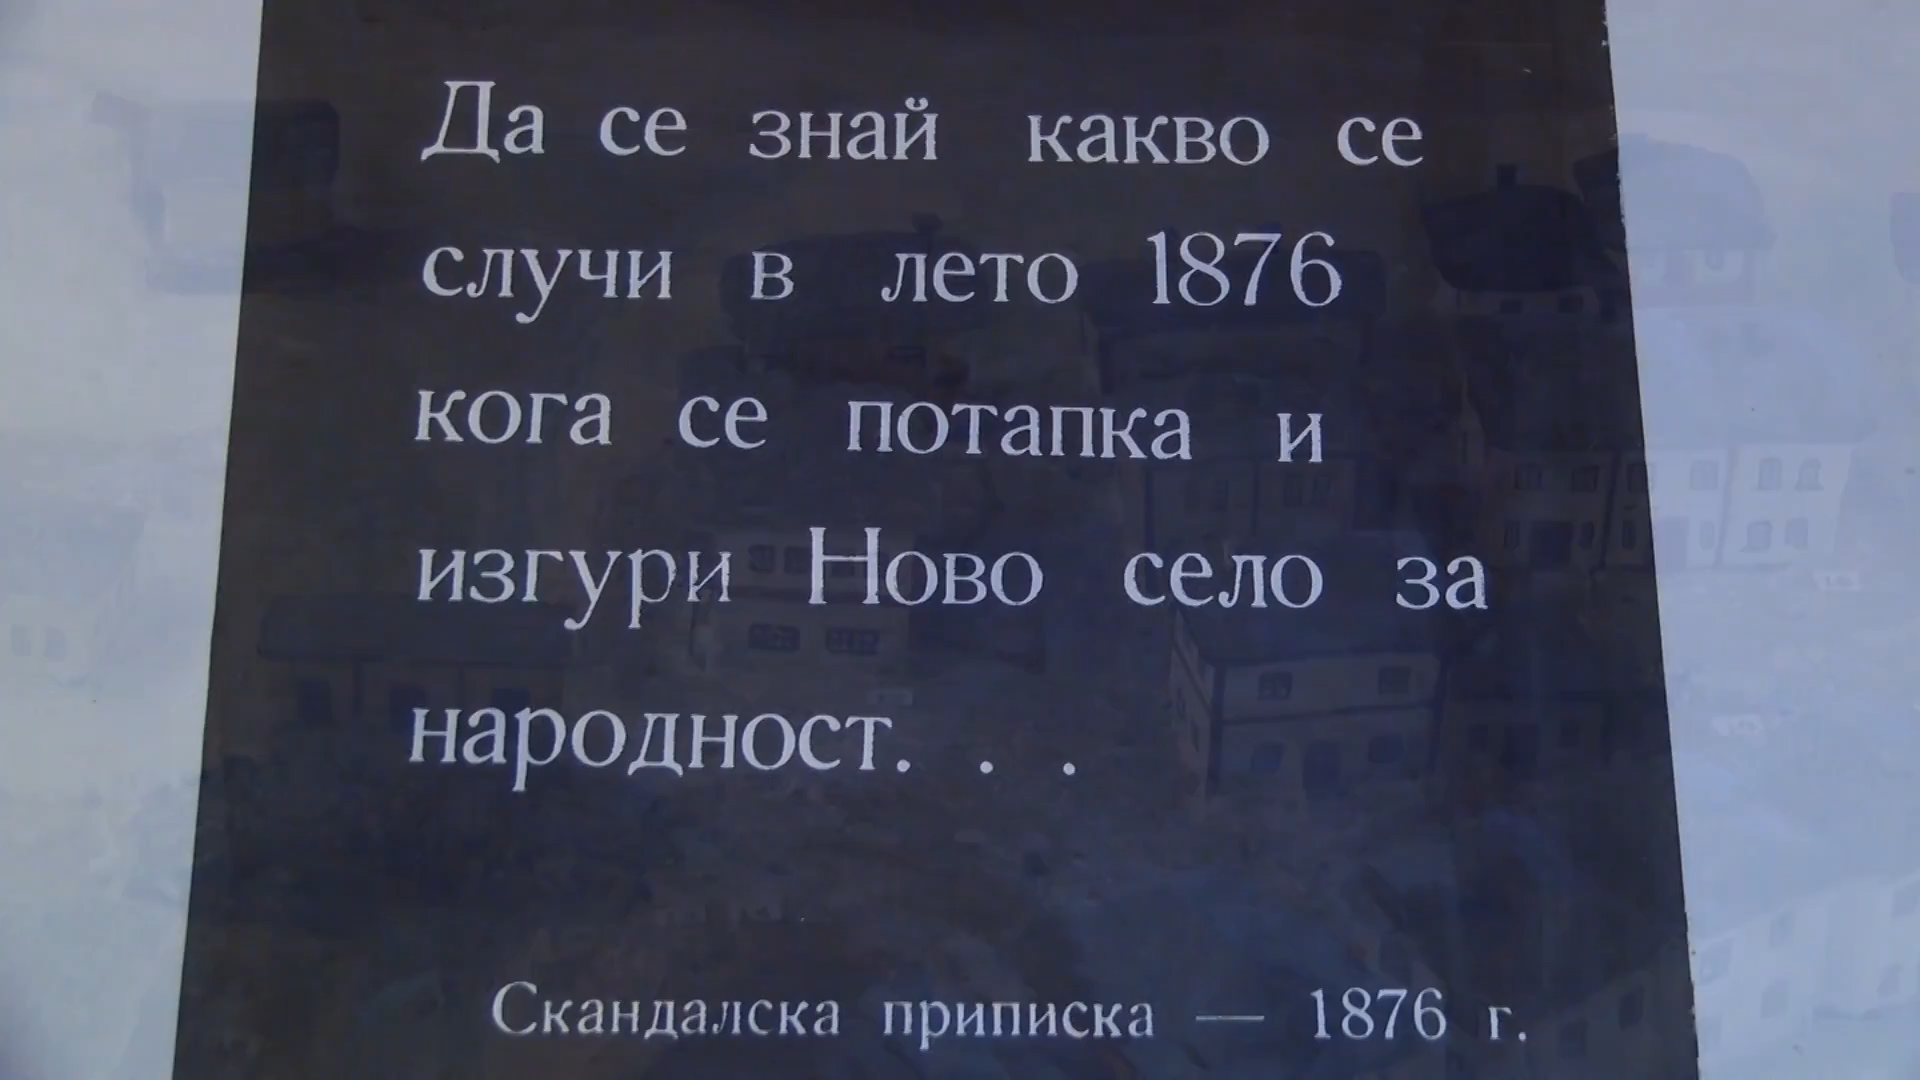 Да се знай какво се
случи в лето 1876
кога се потапка и
изгури Ново село за
народност. . .
Скандалска приписка — 1876 г.